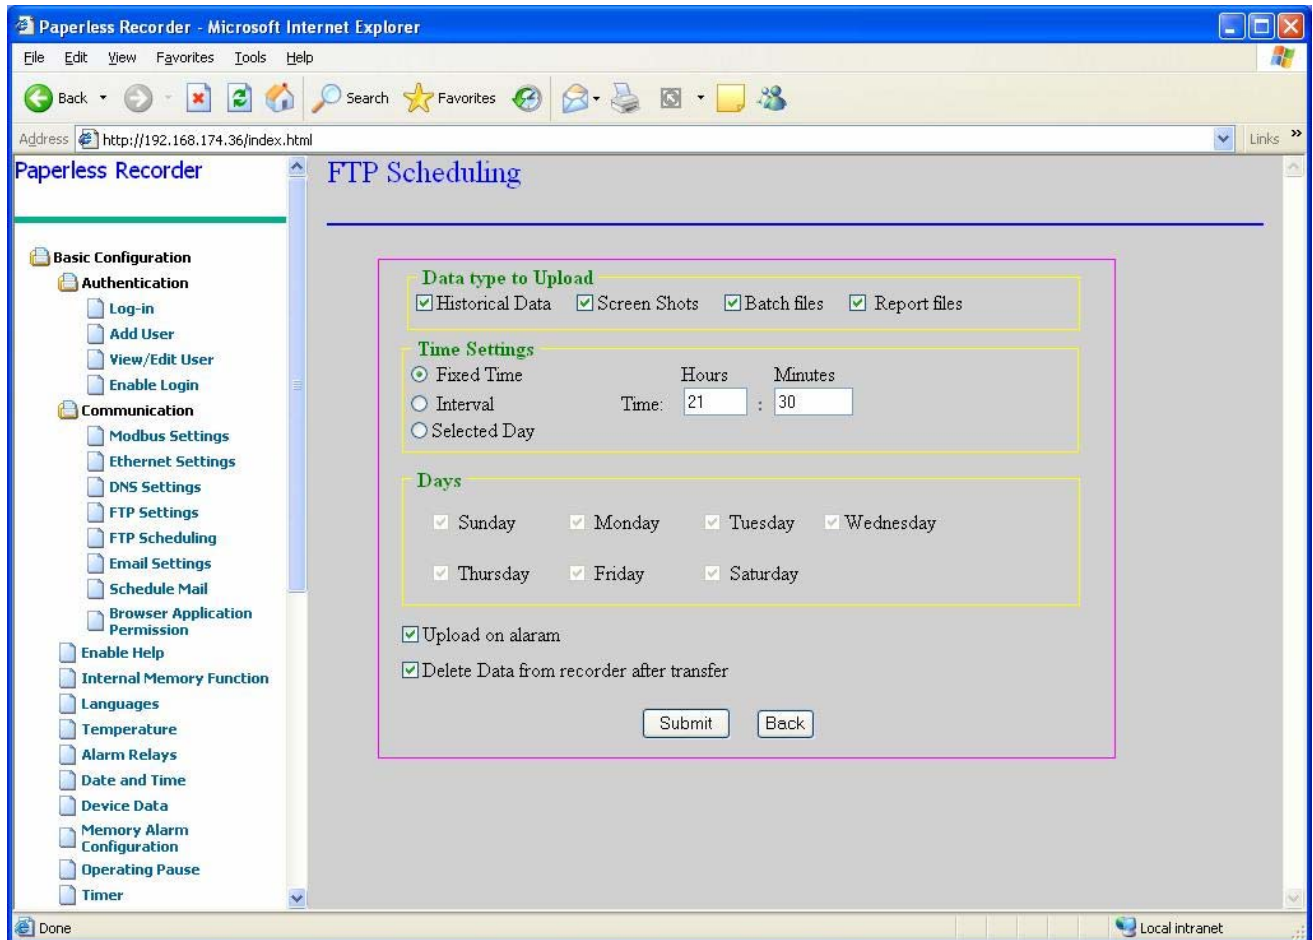 Paperless Recorder - Microsoft Internet Explorer
File Edit View Favorites Tools Help
Back Search Favorites
Address http://192.168.174.36/index.html Links »
Paperless Recorder
Basic Configuration
Authentication
Log-in
Add User
View/Edit User
Enable Login
Communication
Modbus Settings
Ethernet Settings
DNS Settings
FTP Settings
FTP Scheduling
Email Settings
Schedule Mail
Browser Application
Permission
Enable Help
Internal Memory Function
Languages
Temperature
Alarm Relays
Date and Time
Device Data
Memory Alarm
Configuration
Operating Pause
Timer
FTP Scheduling
Data type to Upload
Historical Data Screen Shots Batch files Report files
Time Settings
Fixed Time Hours Minutes
Interval Time: 21 : 30
Selected Day
Days
Sunday Monday Tuesday Wednesday
Thursday Friday Saturday
Upload on alaram
Delete Data from recorder after transfer
Submit Back
Done Local intranet